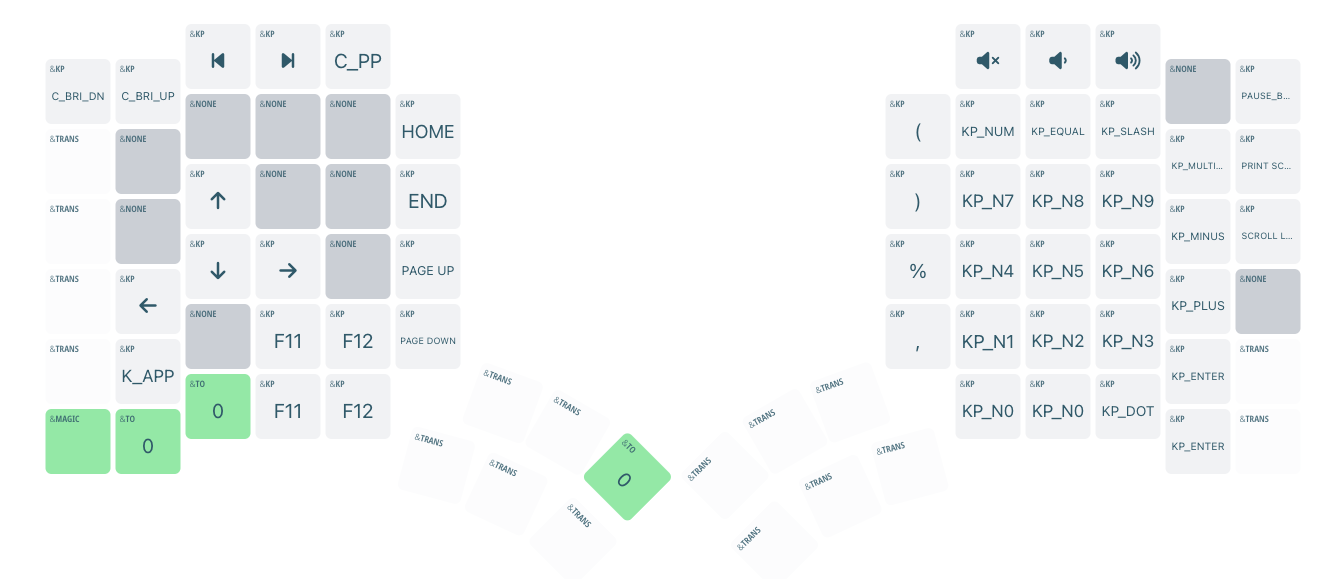 &KP
C_BRI_DN
&KP
C_BRI_UP
&KP
&KP
&KP
C_PP
&KP
&KP
&KP
&NONE
&KP
PAUSE_B...
&TRANS
&NONE
&NONE
&NONE
&NONE
&KP
HOME
&KP
(
&KP
KP_NUM
&KP
KP_EQUAL
&KP
KP_SLASH
&KP
KP_MULTI...
&KP
PRINT SC...
&TRANS
&NONE
&KP
↑
&NONE
&NONE
&KP
END
&KP
)
&KP
KP_N7
&KP
KP_N8
&KP
KP_N9
&KP
KP_MINUS
&KP
SCROLL L...
&TRANS
&KP
←
&KP
↓
&KP
→
&NONE
&KP
PAGE UP
&KP
%
&KP
KP_N4
&KP
KP_N5
&KP
KP_N6
&KP
KP_PLUS
&NONE
&TRANS
&KP
K_APP
&NONE
&KP
F11
&KP
F12
&KP
PAGE DOWN
&KP
,
&KP
KP_N1
&KP
KP_N2
&KP
KP_N3
&KP
KP_ENTER
&TRANS
&MAGIC
&TO
0
&TO
0
&KP
F11
&KP
F12
&KP
KP_N0
&KP
KP_N0
&KP
KP_DOT
&KP
KP_ENTER
&TRANS
&TRANS
&TRANS
&TO
0
&TRANS
&TRANS
&TRANS
&TRANS
&TRANS
&TRANS
&TRANS
&TRANS
&TRANS